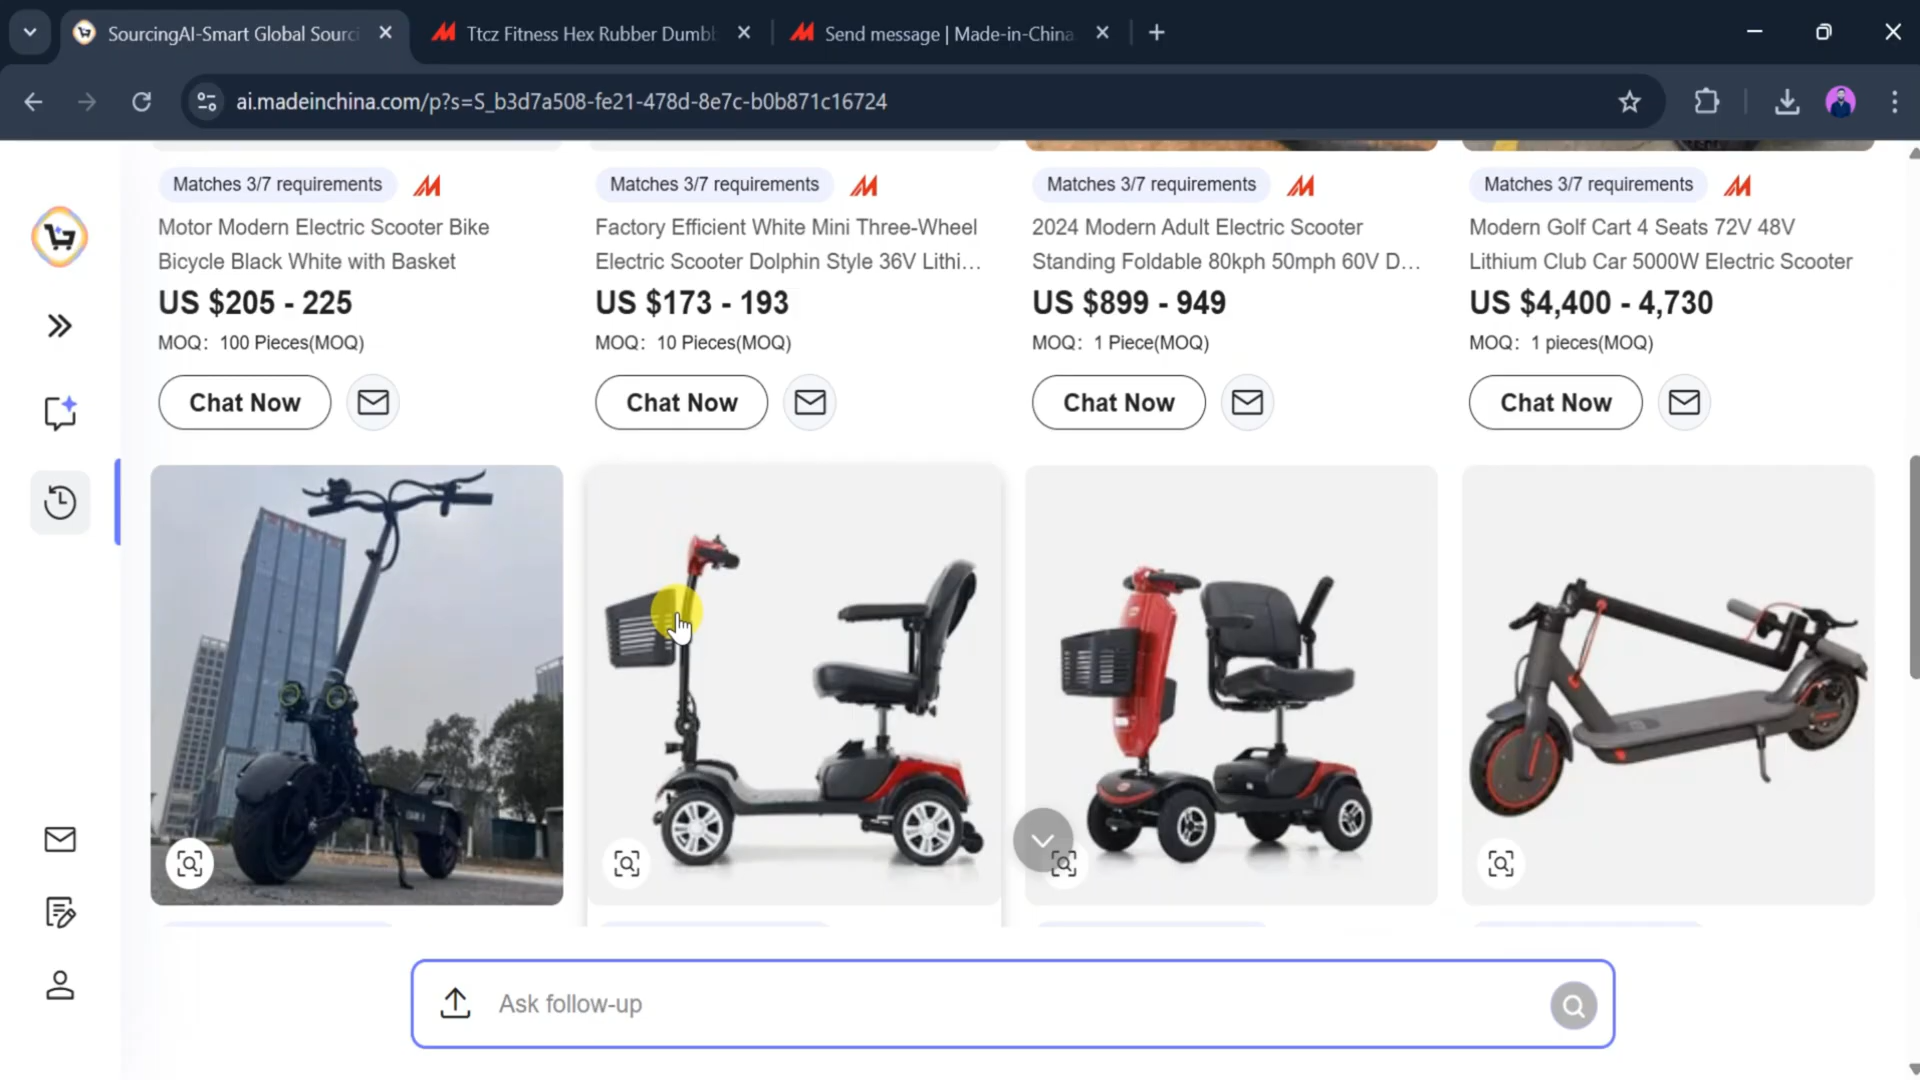 SourcingAI-Smart Global Sourci
Ttcz Fitness Hex Rubber Dumbb
Send message | Made-in-China
ai.madeinchina.com/p?s=S_b3d7a508-fe21-478d-8e7c-b0b871c16724
Matches 3/7 requirements
Motor Modern Electric Scooter Bike
Bicycle Black White with Basket
US $205 - 225
MOQ: 100 Pieces(MOQ)
Chat Now
Matches 3/7 requirements
Factory Efficient White Mini Three-Wheel
Electric Scooter Dolphin Style 36V Lithi...
US $173 - 193
MOQ: 10 Pieces(MOQ)
Chat Now
Matches 3/7 requirements
2024 Modern Adult Electric Scooter
Standing Foldable 80kph 50mph 60V D...
US $899 - 949
MOQ: 1 Piece(MOQ)
Chat Now
Matches 3/7 requirements
Modern Golf Cart 4 Seats 72V 48V
Lithium Club Car 5000W Electric Scooter
US $4,400 - 4,730
MOQ: 1 pieces(MOQ)
Chat Now
Ask follow-up